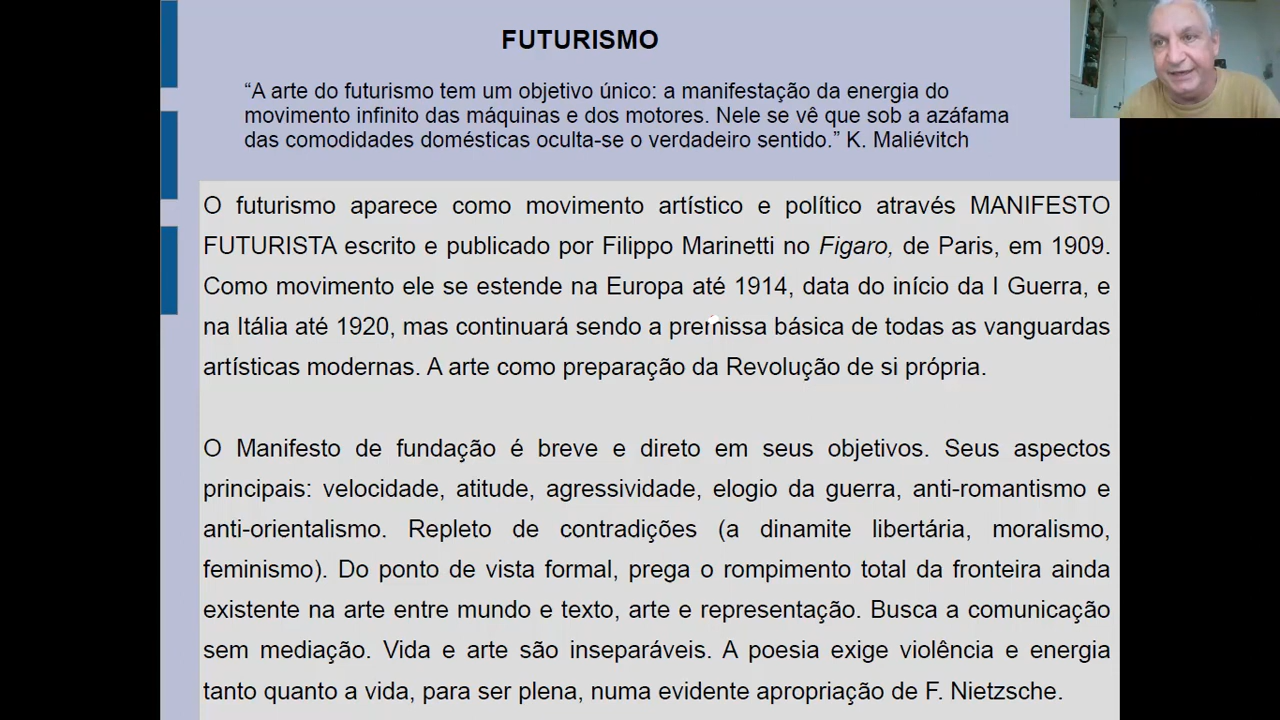 FUTURISMO
“A arte do futurismo tem um objetivo único: a manifestação da energia do
movimento infinito das máquinas e dos motores. Nele se vê que sob a azáfama
das comodidades domésticas oculta-se o verdadeiro sentido.” K. Maliévitch
O futurismo aparece como movimento artístico e político através MANIFESTO
FUTURISTA escrito e publicado por Filippo Marinetti no Figaro, de Paris, em 1909.
Como movimento ele se estende na Europa até 1914, data do início da I Guerra, e
na Itália até 1920, mas continuará sendo a premissa básica de todas as vanguardas
artísticas modernas. A arte como preparação da Revolução de si própria.
O Manifesto de fundação é breve e direto em seus objetivos. Seus aspectos
principais: velocidade, atitude, agressividade, elogio da guerra, anti-romantismo e
anti-orientalismo. Repleto de contradições (a dinamite libertária, moralismo,
feminismo). Do ponto de vista formal, prega o rompimento total da fronteira ainda
existente na arte entre mundo e texto, arte e representação. Busca a comunicação
sem mediação. Vida e arte são inseparáveis. A poesia exige violência e energia
tanto quanto a vida, para ser plena, numa evidente apropriação de F. Nietzsche.